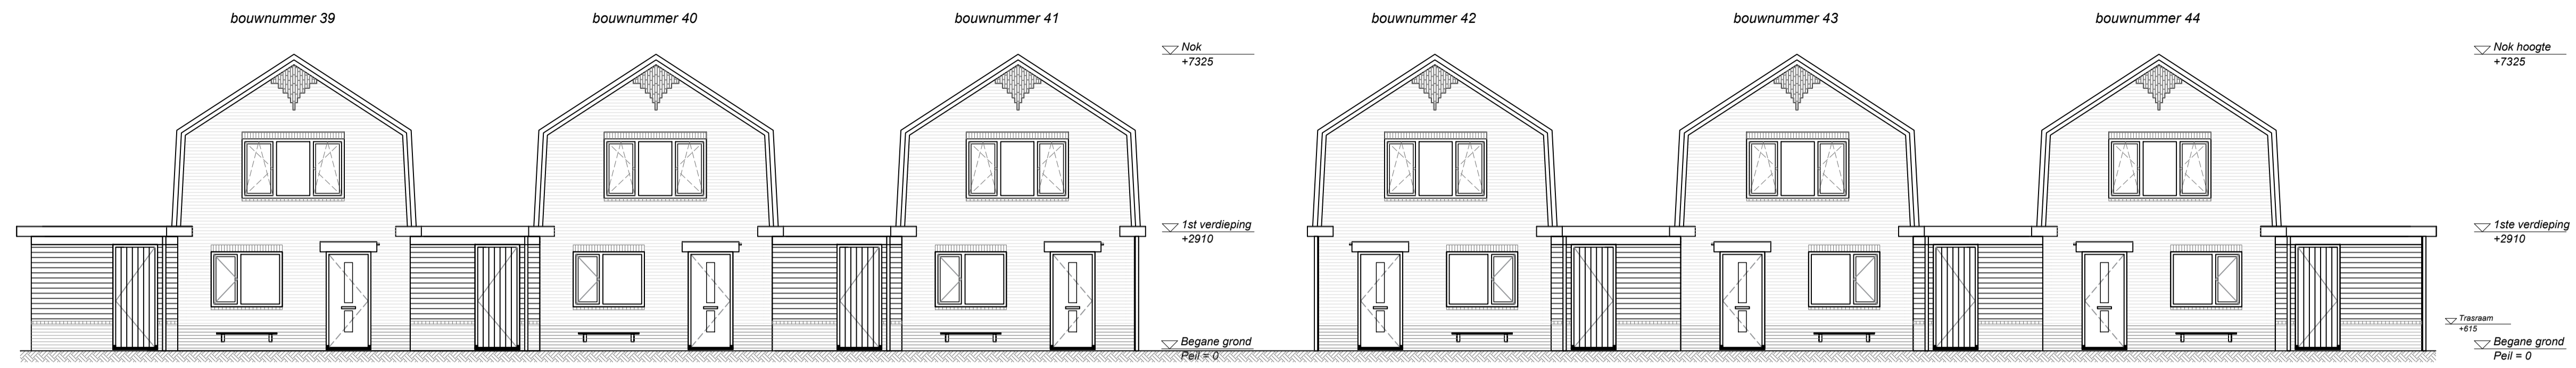 bouwnummer 39
bouwnummer 40
bouwnummer 41
bouwnummer 42
bouwnummer 43
bouwnummer 44
Nok
+7325
Nok hoogte
+7325
1st verdieping
+2910
1ste verdieping
+2910
Trasraam
+615
Begane grond
Peil = 0
Begane grond
Peil = 0